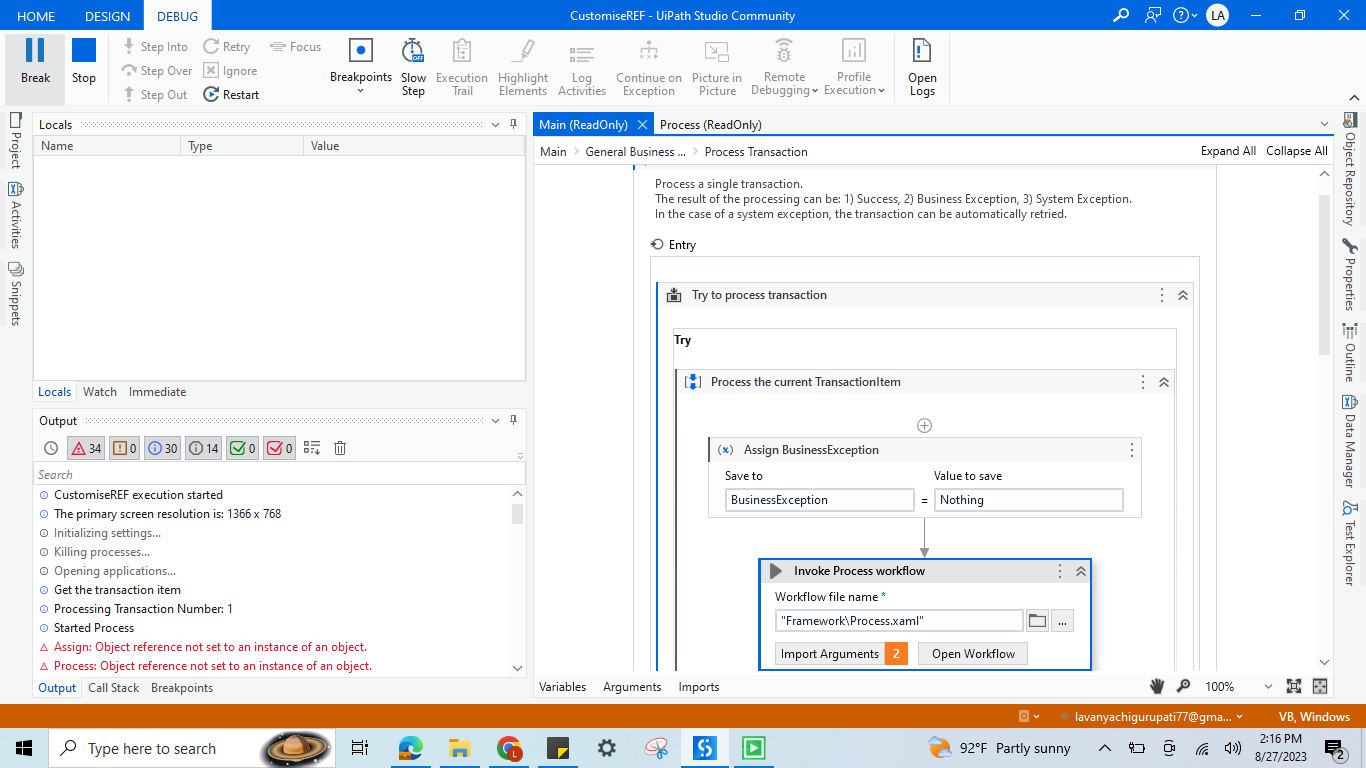 HOME DESIGN DEBUG CustomiseREF - UiPath Studio Community LA
Break
Stop
Step Into
Step Over
Step Out
Retry
Ignore
Restart
Focus
Breakpoints
Slow
Step
Execution
Trail
Highlight
Elements
Log
Activities
Continue on
Exception
Picture in
Picture
Remote
Debugging
Profile
Execution
Open
Logs
Project
Activities
Snippets
Locals
Name Type Value
Locals Watch Immediate
Output
34 0 30 14 0 0
Search
CustomiseREF execution started
The primary screen resolution is: 1366 x 768
Initializing settings...
Killing processes...
Opening applications...
Get the transaction item
Processing Transaction Number: 1
Started Process
Assign: Object reference not set to an instance of an object.
Process: Object reference not set to an instance of an object.
Output Call Stack Breakpoints
Main (ReadOnly) Process (ReadOnly)
Main > General Business ... > Process Transaction Expand All Collapse All
Process a single transaction.
The result of the processing can be: 1) Success, 2) Business Exception, 3) System Exception.
In the case of a system exception, the transaction can be automatically retried.
Entry
Try to process transaction
Try
Process the current TransactionItem
(x) Assign BusinessException
Save to Value to save
BusinessException = Nothing
Invoke Process workflow
Workflow file name *
"Framework\Process.xaml" ...
Import Arguments 2 Open Workflow
Variables Arguments Imports 100%
Object Repository
Properties
Outline
Data Manager
Test Explorer
lavanyachigurupati77@gma... VB, Windows
Type here to search
92°F Partly sunny
2:16 PM
8/27/2023
2